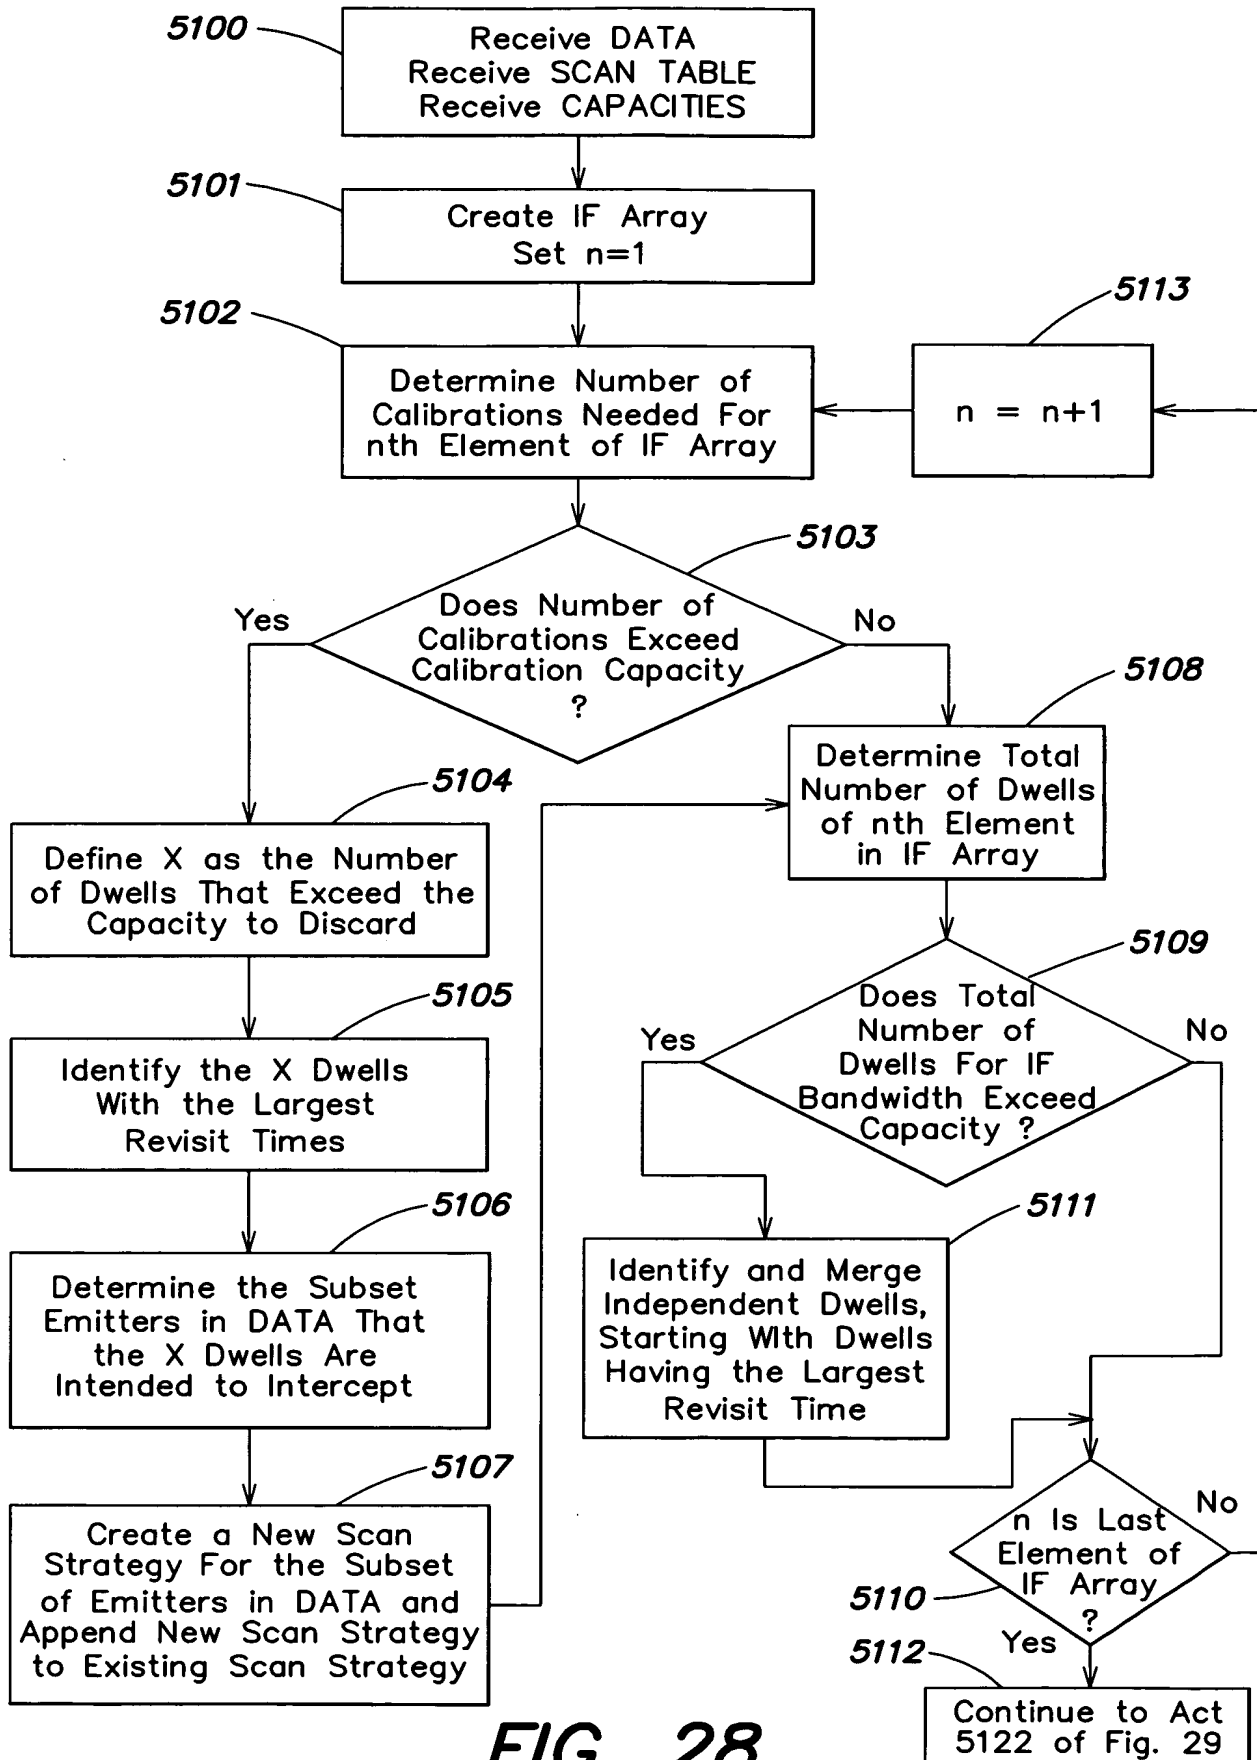 5100
Receive DATA
Receive SCAN TABLE
Receive CAPACITIES
5101
Create IF Array
Set n=1
5102
Determine Number of
Calibrations Needed For
nth Element of IF Array
5113
n = n+1
5103
Does Number of
Calibrations Exceed
Calibration Capacity
?
Yes
No
5108
Determine Total
Number of Dwells
of nth Element
in IF Array
5104
Define X as the Number
of Dwells That Exceed the
Capacity to Discard
5109
Does Total
Number of
Dwells For IF
Bandwidth Exceed
Capacity ?
Yes
No
5105
Identify the X Dwells
With the Largest
Revisit Times
5106
Determine the Subset
Emitters in DATA That
the X Dwells Are
Intended to Intercept
5111
Identify and Merge
Independent Dwells,
Starting WIth Dwells
Having the Largest
Revisit Time
5107
Create a New Scan
Strategy For the Subset
of Emitters in DATA and
Append New Scan Strategy
to Existing Scan Strategy
n Is Last
Element of
IF Array
?
No
5110
Yes
5112
Continue to Act
5122 of Fig. 29
FIG. 28